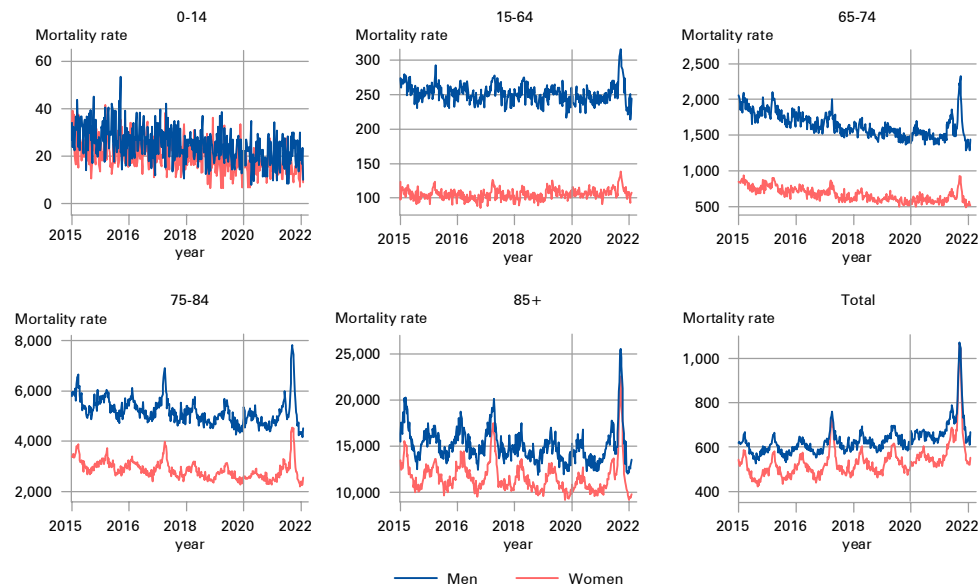 0-14
Mortality rate
60
40
20
0
2015 2016 2018 2020 2022
year
15-64
Mortality rate
300
250
200
150
100
2015 2016 2018 2020 2022
year
65-74
Mortality rate
2,500
2,000
1,500
1,000
500
2015 2016 2018 2020 2022
year
75-84
Mortality rate
8,000
6,000
4,000
2,000
2015 2016 2018 2020 2022
year
85+
Mortality rate
25,000
20,000
15,000
10,000
2015 2016 2018 2020 2022
year
Total
Mortality rate
1,000
800
600
400
2015 2016 2018 2020 2022
year
Men Women